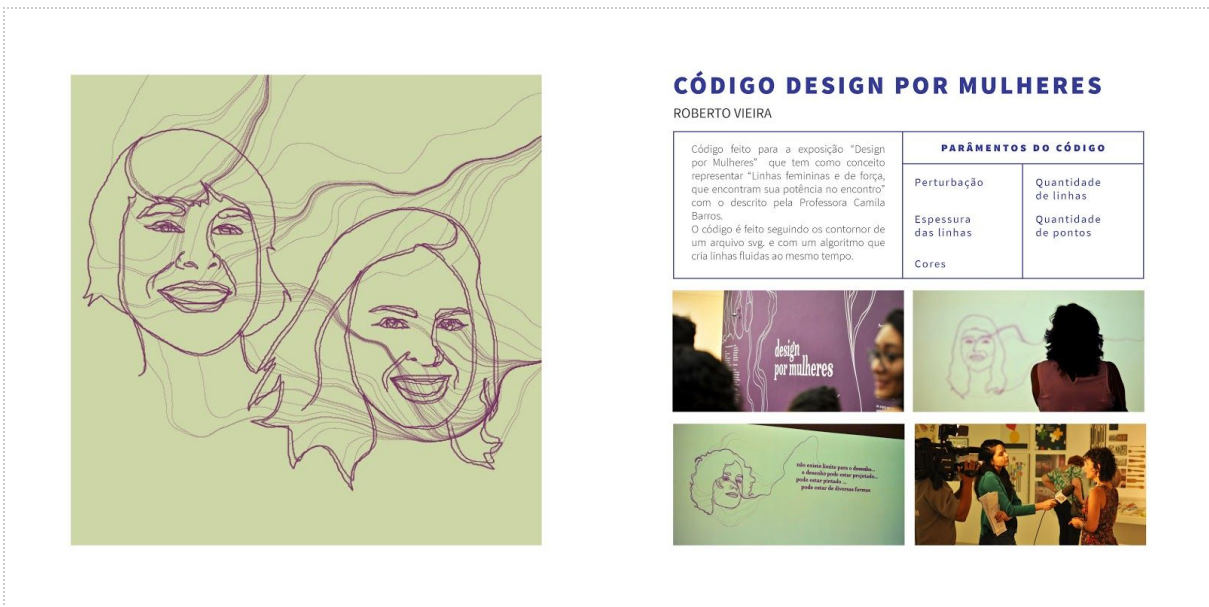 CÓDIGO DESIGN POR MULHERES
ROBERTO VIEIRA
Código feito para a exposição “Design
por Mulheres” que tem como conceito
representar “Linhas femininas e de força,
que encontram sua potência no encontro”
com o descrito pela Professora Camila
Barros.
O código é feito seguindo os contornor de
um arquivo svg. e com um algoritmo que
cria linhas fluidas ao mesmo tempo.
PARÂMENTOS DO CÓDIGO
Perturbação
Espessura
das linhas
Cores
Quantidade
de linhas
Quantidade
de pontos
design
por mulheres
não existe limite para o desenho...
o desenho pode estar projetado...
pode estar pintado ...
pode estar de diversas formas